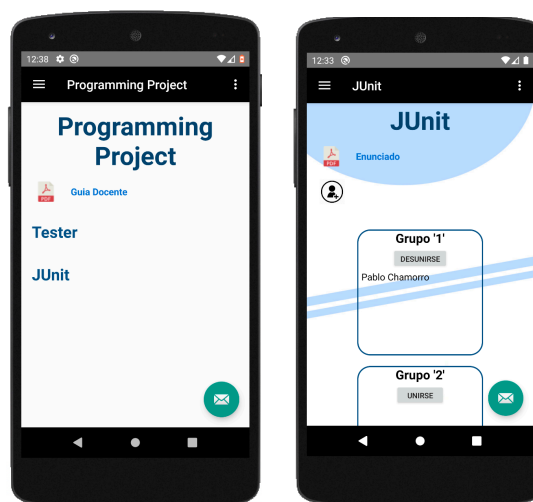 12:38
Programming Project
Programming
Project
PDF
Guía Docente
Tester
JUnit
12:33
JUnit
JUnit
PDF
Enunciado
Grupo '1'
DESUNIRSE
Pablo Chamorro
Grupo '2'
UNIRSE